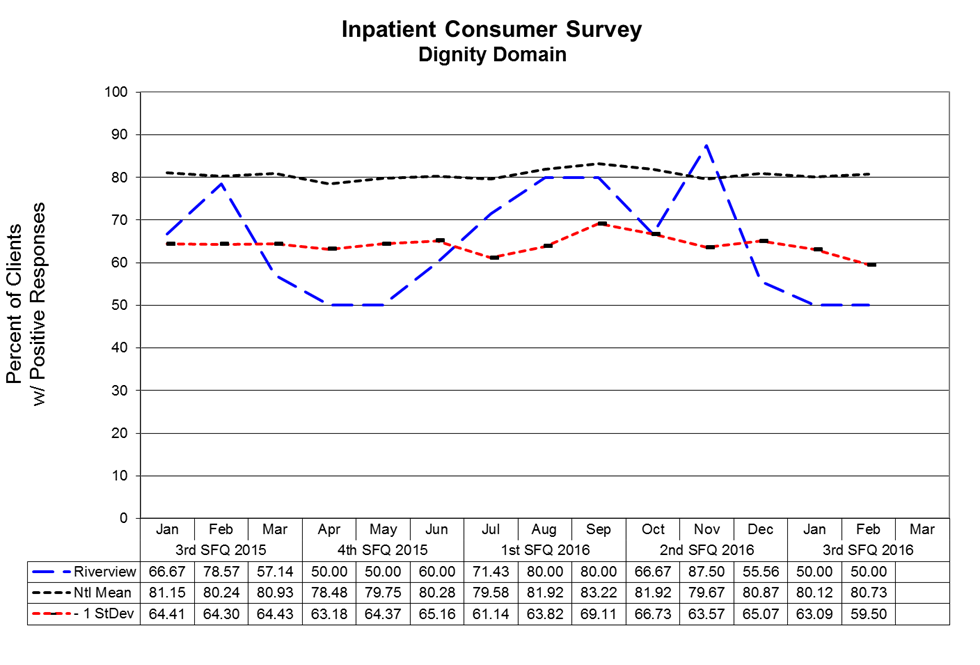 Inpatient Consumer Survey
Dignity Domain
Percent of Clients
w/ Positive Responses
100
90
80
70
60
50
40
30
20
10
0
Jan Feb Mar Apr May Jun Jul Aug Sep Oct Nov Dec Jan Feb Mar
3rd SFQ 2015 4th SFQ 2015 1st SFQ 2016 2nd SFQ 2016 3rd SFQ 2016
Riverview 66.67 78.57 57.14 50.00 50.00 60.00 71.43 80.00 80.00 66.67 87.50 55.56 50.00 50.00
Ntl Mean 81.15 80.24 80.93 78.48 79.75 80.28 79.58 81.92 83.22 81.92 79.67 80.87 80.12 80.73
- 1 StDev 64.41 64.30 64.43 63.18 64.37 65.16 61.14 63.82 69.11 66.73 63.57 65.07 63.09 59.50